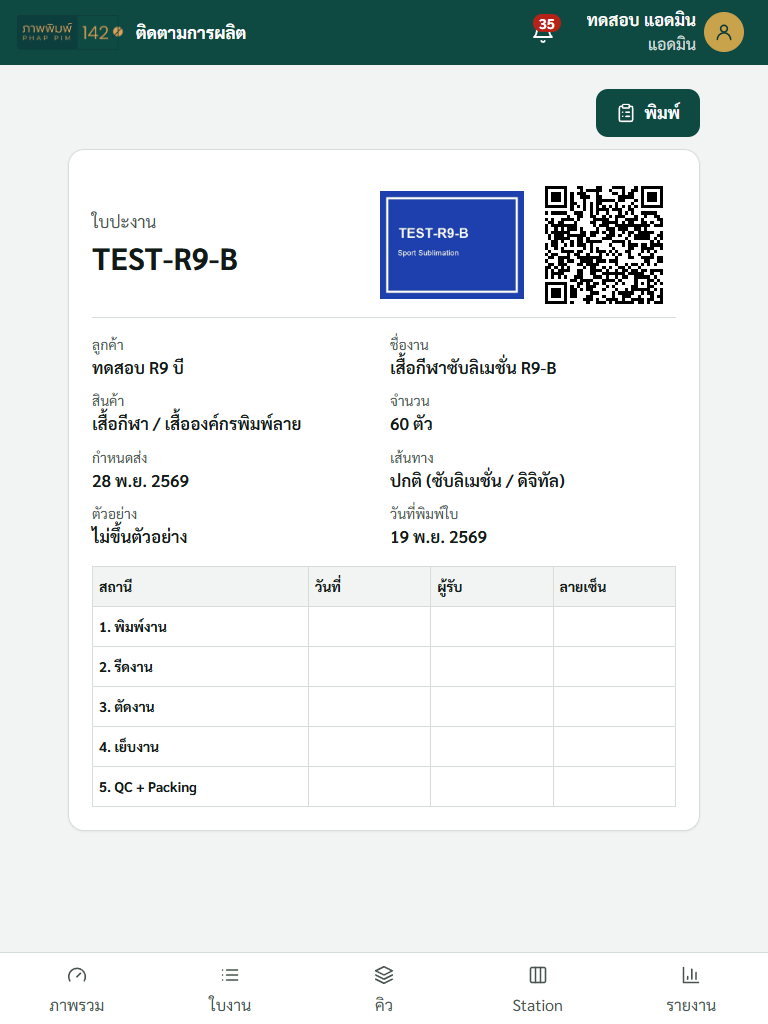 ภาพพิมพ์
PHAP PIM
142
ติดตามการผลิต
35
ทดสอบ แอดมิน
แอดมิน
พิมพ์
ใบปะงาน
TEST-R9-B
TEST-R9-B
Sport Sublimation
ลูกค้า
ทดสอบ R9 บี
ชื่องาน
เสื้อกีฬาซับลิเมชั่น R9-B
สินค้า
เสื้อกีฬา / เสื้อองค์กรพิมพ์ลาย
จำนวน
60 ตัว
กำหนดส่ง
28 พ.ย. 2569
เส้นทาง
ปกติ (ซับลิเมชั่น / ดิจิทัล)
ตัวอย่าง
ไม่ขึ้นตัวอย่าง
วันที่พิมพ์ใบ
19 พ.ย. 2569
สถานี วันที่ ผู้รับ ลายเซ็น
1. พิมพ์งาน
2. รีดงาน
3. ตัดงาน
4. เย็บงาน
5. QC + Packing
ภาพรวม ใบงาน คิว Station รายงาน